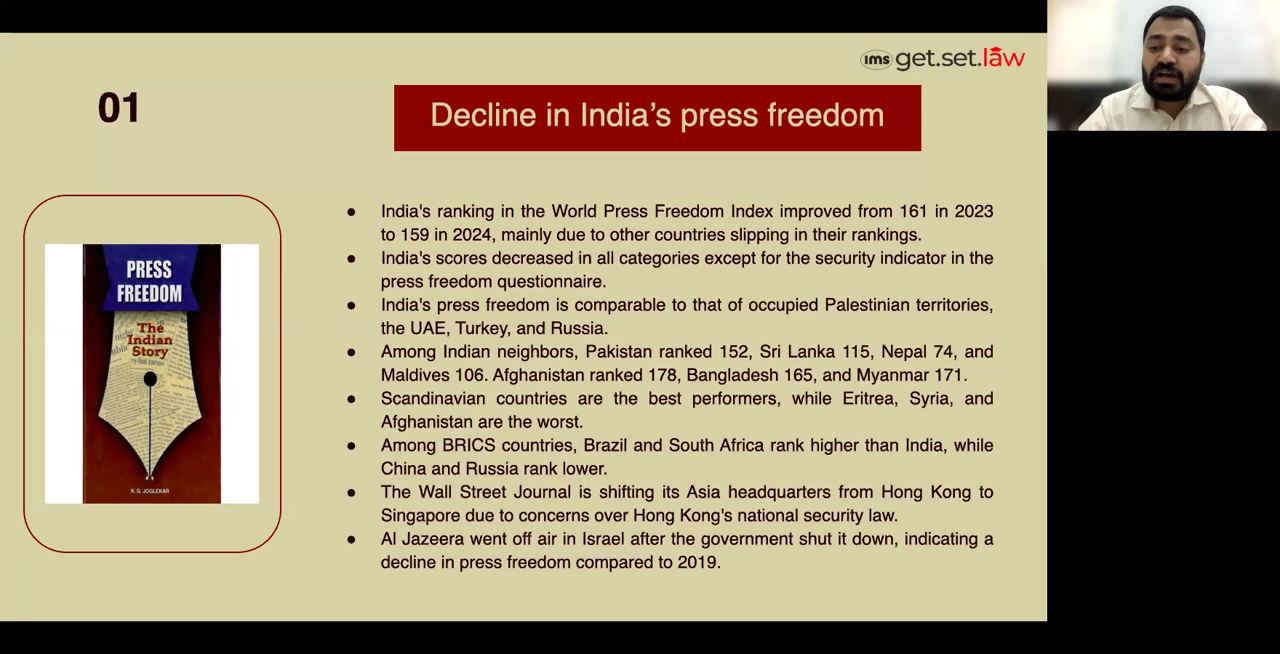 ims get.set.law
01
Decline in India's press freedom
PRESS
FREEDOM
The
Indian
Story
K. G. JOGLEKAR
● India's ranking in the World Press Freedom Index improved from 161 in 2023
to 159 in 2024, mainly due to other countries slipping in their rankings.
● India's scores decreased in all categories except for the security indicator in the
press freedom questionnaire.
● India's press freedom is comparable to that of occupied Palestinian territories,
the UAE, Turkey, and Russia.
● Among Indian neighbors, Pakistan ranked 152, Sri Lanka 115, Nepal 74, and
Maldives 106. Afghanistan ranked 178, Bangladesh 165, and Myanmar 171.
● Scandinavian countries are the best performers, while Eritrea, Syria, and
Afghanistan are the worst.
● Among BRICS countries, Brazil and South Africa rank higher than India, while
China and Russia rank lower.
● The Wall Street Journal is shifting its Asia headquarters from Hong Kong to
Singapore due to concerns over Hong Kong's national security law.
● Al Jazeera went off air in Israel after the government shut it down, indicating a
decline in press freedom compared to 2019.